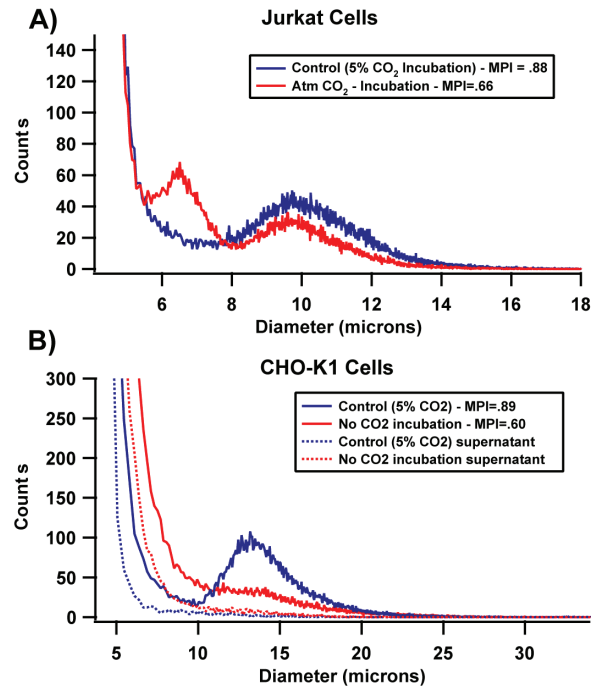 A)
Jurkat Cells
140
120
100
80
60
40
20
0
Counts
Control (5% CO2 Incubation) - MPI = .88
Atm CO2 - Incubation - MPI=.66
6 8 10 12 14 16 18
Diameter (microns)
B)
CHO-K1 Cells
300
250
200
150
100
50
0
Counts
Control (5% CO2) - MPI=.89
No CO2 incubation - MPI=.60
Control (5% CO2) supernatant
No CO2 incubation supernatant
5 10 15 20 25 30
Diameter (microns)